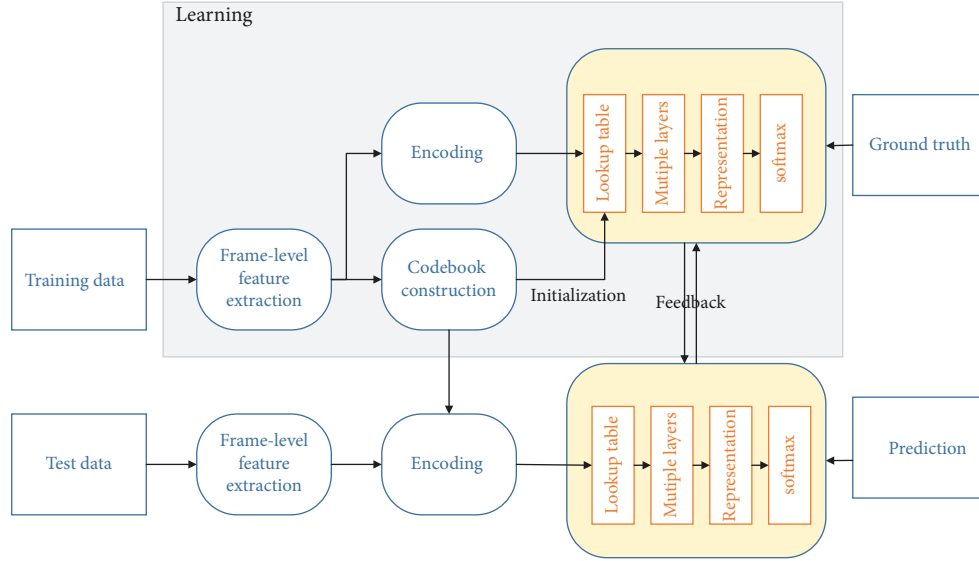 Learning
Encoding
Lookup table
Mutiple layers
Representation
softmax
Ground truth
Training data
Frame-level
feature
extraction
Codebook
construction
Initialization
Feedback
Test data
Frame-level
feature
extraction
Encoding
Lookup table
Mutiple layers
Representation
softmax
Prediction